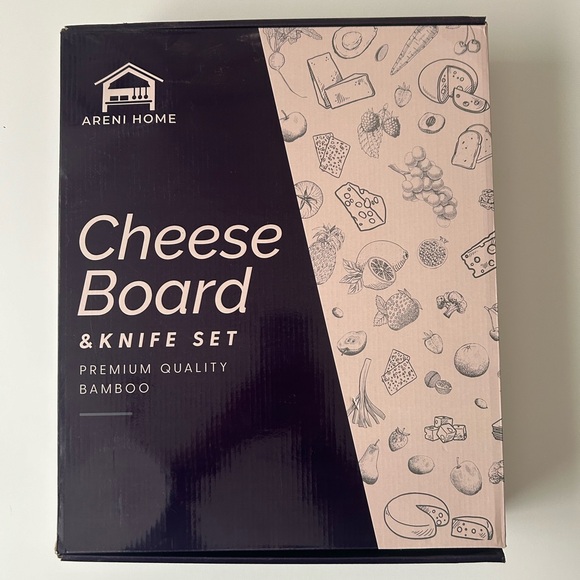 ARENI HOME
Cheese
Board
& KNIFE SET
PREMIUM QUALITY
BAMBOO